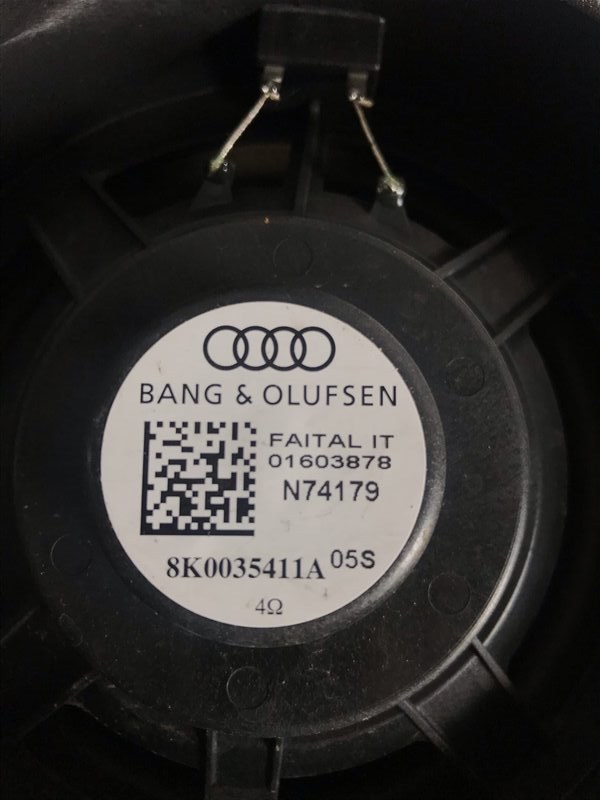 BANG & OLUFSEN
FAITAL IT
01603878
N74179
8K0035411A 05S
4Ω